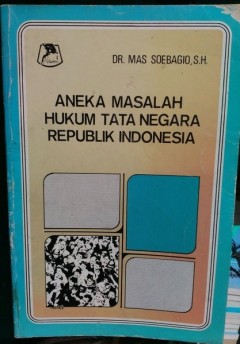 DR. MAS SOEBAGIO, S.H.
ANEKA MASALAH
HUKUM TATA NEGARA
REPUBLIK INDONESIA